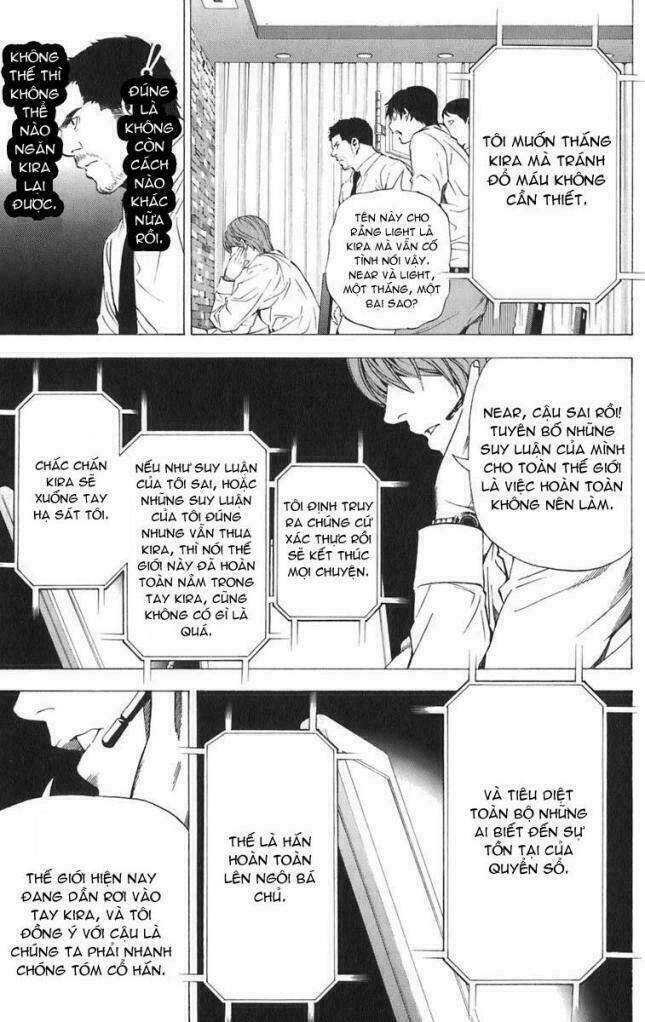 TÔI MUỐN THẮNG
KIRA MÀ TRÁNH
ĐỔ MÁU KHÔNG
CẦN THIẾT.
TÊN NÀY CHO
RẰNG LIGHT LÀ
KIRA MÀ VẪN CỐ
TÌNH NÓI VẬY.
NEAR VÀ LIGHT,
MỘT THẮNG, MỘT
BẠI SAO?
ĐÚNG
LÀ
KHÔNG
CÒN
CÁCH
NÀO
KHÁC
NỮA
RỒI.
KHÔNG
THẾ THÌ
KHÔNG
THỂ
NÀO
NGĂN
KIRA
LẠI
ĐƯỢC.
NEAR, CẬU SAI RỒI!
TUYÊN BỐ NHỮNG
SUY LUẬN CỦA MÌNH
CHO TOÀN THẾ GIỚI
LÀ VIỆC HOÀN TOÀN
KHÔNG NÊN LÀM.
TÔI ĐỊNH TRUY
RA CHỨNG CỨ
XÁC THỰC RỒI
SẼ KẾT THÚC
MỌI CHUYỆN.
NẾU NHƯ SUY LUẬN
CỦA TÔI SAI, HOẶC
NHỮNG SUY LUẬN
CỦA TÔI ĐÚNG
NHƯNG VẪN THUA
KIRA, THÌ NÓI THẾ
GIỚI NÀY ĐÃ HOÀN
TOÀN NẰM TRONG
TAY KIRA, CŨNG
KHÔNG CÓ GÌ LÀ
QUÁ.
CHẮC CHẮN
KIRA SẼ
XUỐNG TAY
HẠ SÁT TÔI.
VÀ TIÊU DIỆT
TOÀN BỘ NHỮNG
AI BIẾT ĐẾN SỰ
TỒN TẠI CỦA
QUYỂN SỔ.
THẾ LÀ HẮN
HOÀN TOÀN
LÊN NGÔI BÁ
CHỦ.
THẾ GIỚI HIỆN NAY
ĐANG DẦN RƠI VÀO
TAY KIRA, VÀ TÔI
ĐỒNG Ý VỚI CẬU LÀ
CHÚNG TA PHẢI NHANH
CHÓNG TÓM CỔ HẮN.